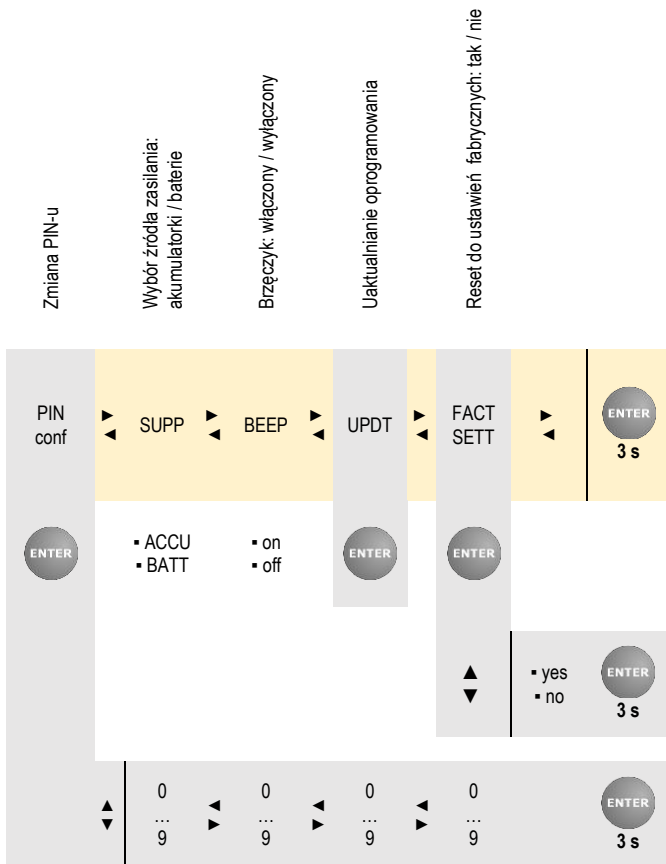 Zmiana PIN-u
Wybór źródła zasilania:
akumulatorki / baterie
Brzęczyk: włączony / wyłączony
Uaktualnianie oprogramowania
Reset do ustawień fabrycznych: tak / nie
PIN
conf
► ◄
SUPP
► ◄
BEEP
► ◄
UPDT
► ◄
FACT
SETT
► ◄
ENTER
3 s
ENTER
▪ ACCU
▪ BATT
▪ on
▪ off
ENTER
ENTER
▲
▼
▪ yes
▪ no
ENTER
3 s
▲
▼
0
...
9
◄ ►
0
...
9
◄ ►
0
...
9
◄ ►
0
...
9
ENTER
3 s